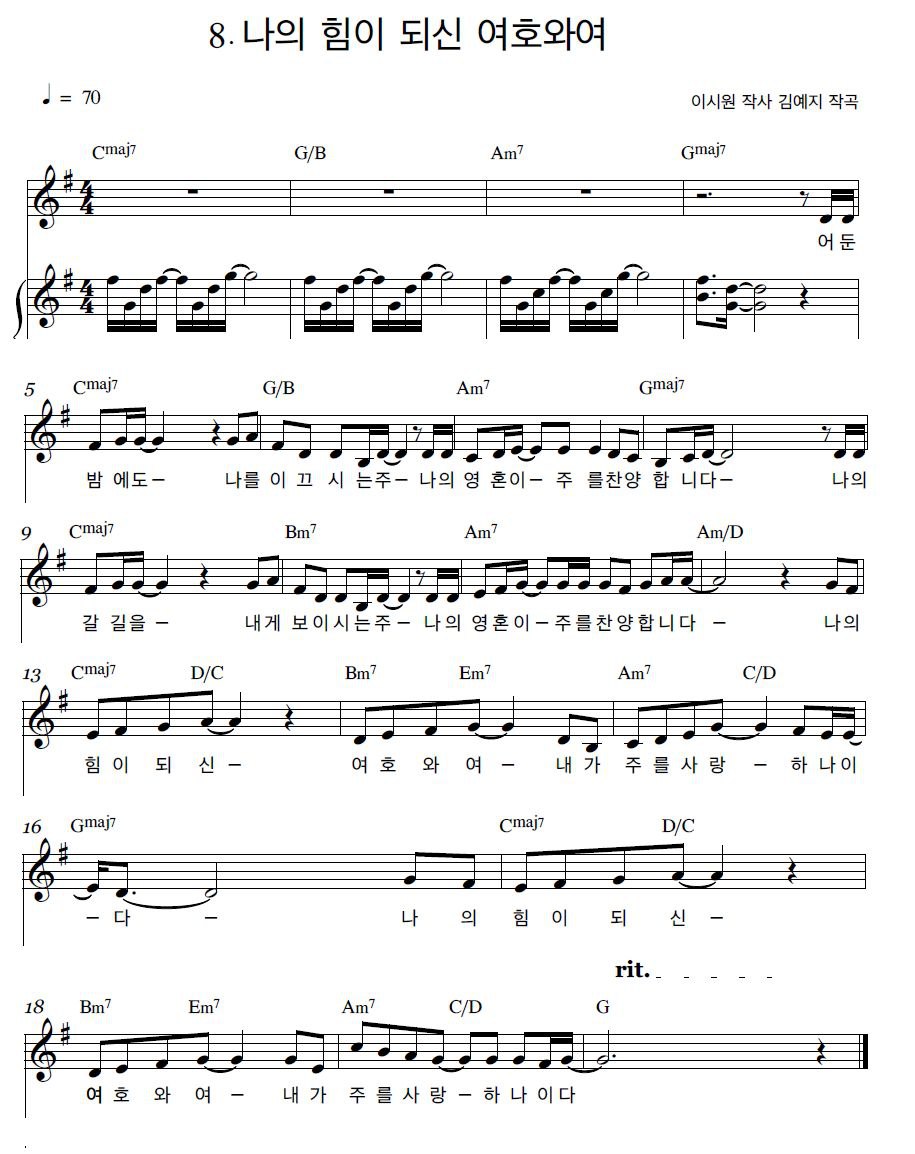 8. 나의 힘이 되신 여호와여
♩ = 70
이시원 작사 김예지 작곡
Cmaj7 G/B Am7 Gmaj7
4/4
어 둔
4/4
5 Cmaj7 G/B Am7 Gmaj7
밤 에도– 나를 이 끄 시 는주– 나의 영 혼이– 주 를찬양 합 니다– 나의
9 Cmaj7 Bm7 Am7 Am/D
갈 길을 – 내게 보이시는주– 나의 영혼이–주를찬양합니다 – 나의
13 Cmaj7 D/C Bm7 Em7 Am7 C/D
힘 이 되 신 – 여 호 와 여– 내 가 주 를 사 랑 – 하 나이
16 Gmaj7 Cmaj7 D/C
– 다 – 나 의 힘 이 되 신 –
rit.
18 Bm7 Em7 Am7 C/D G
여 호 와 여 – 내 가 주 를 사 랑– 하 나 이다